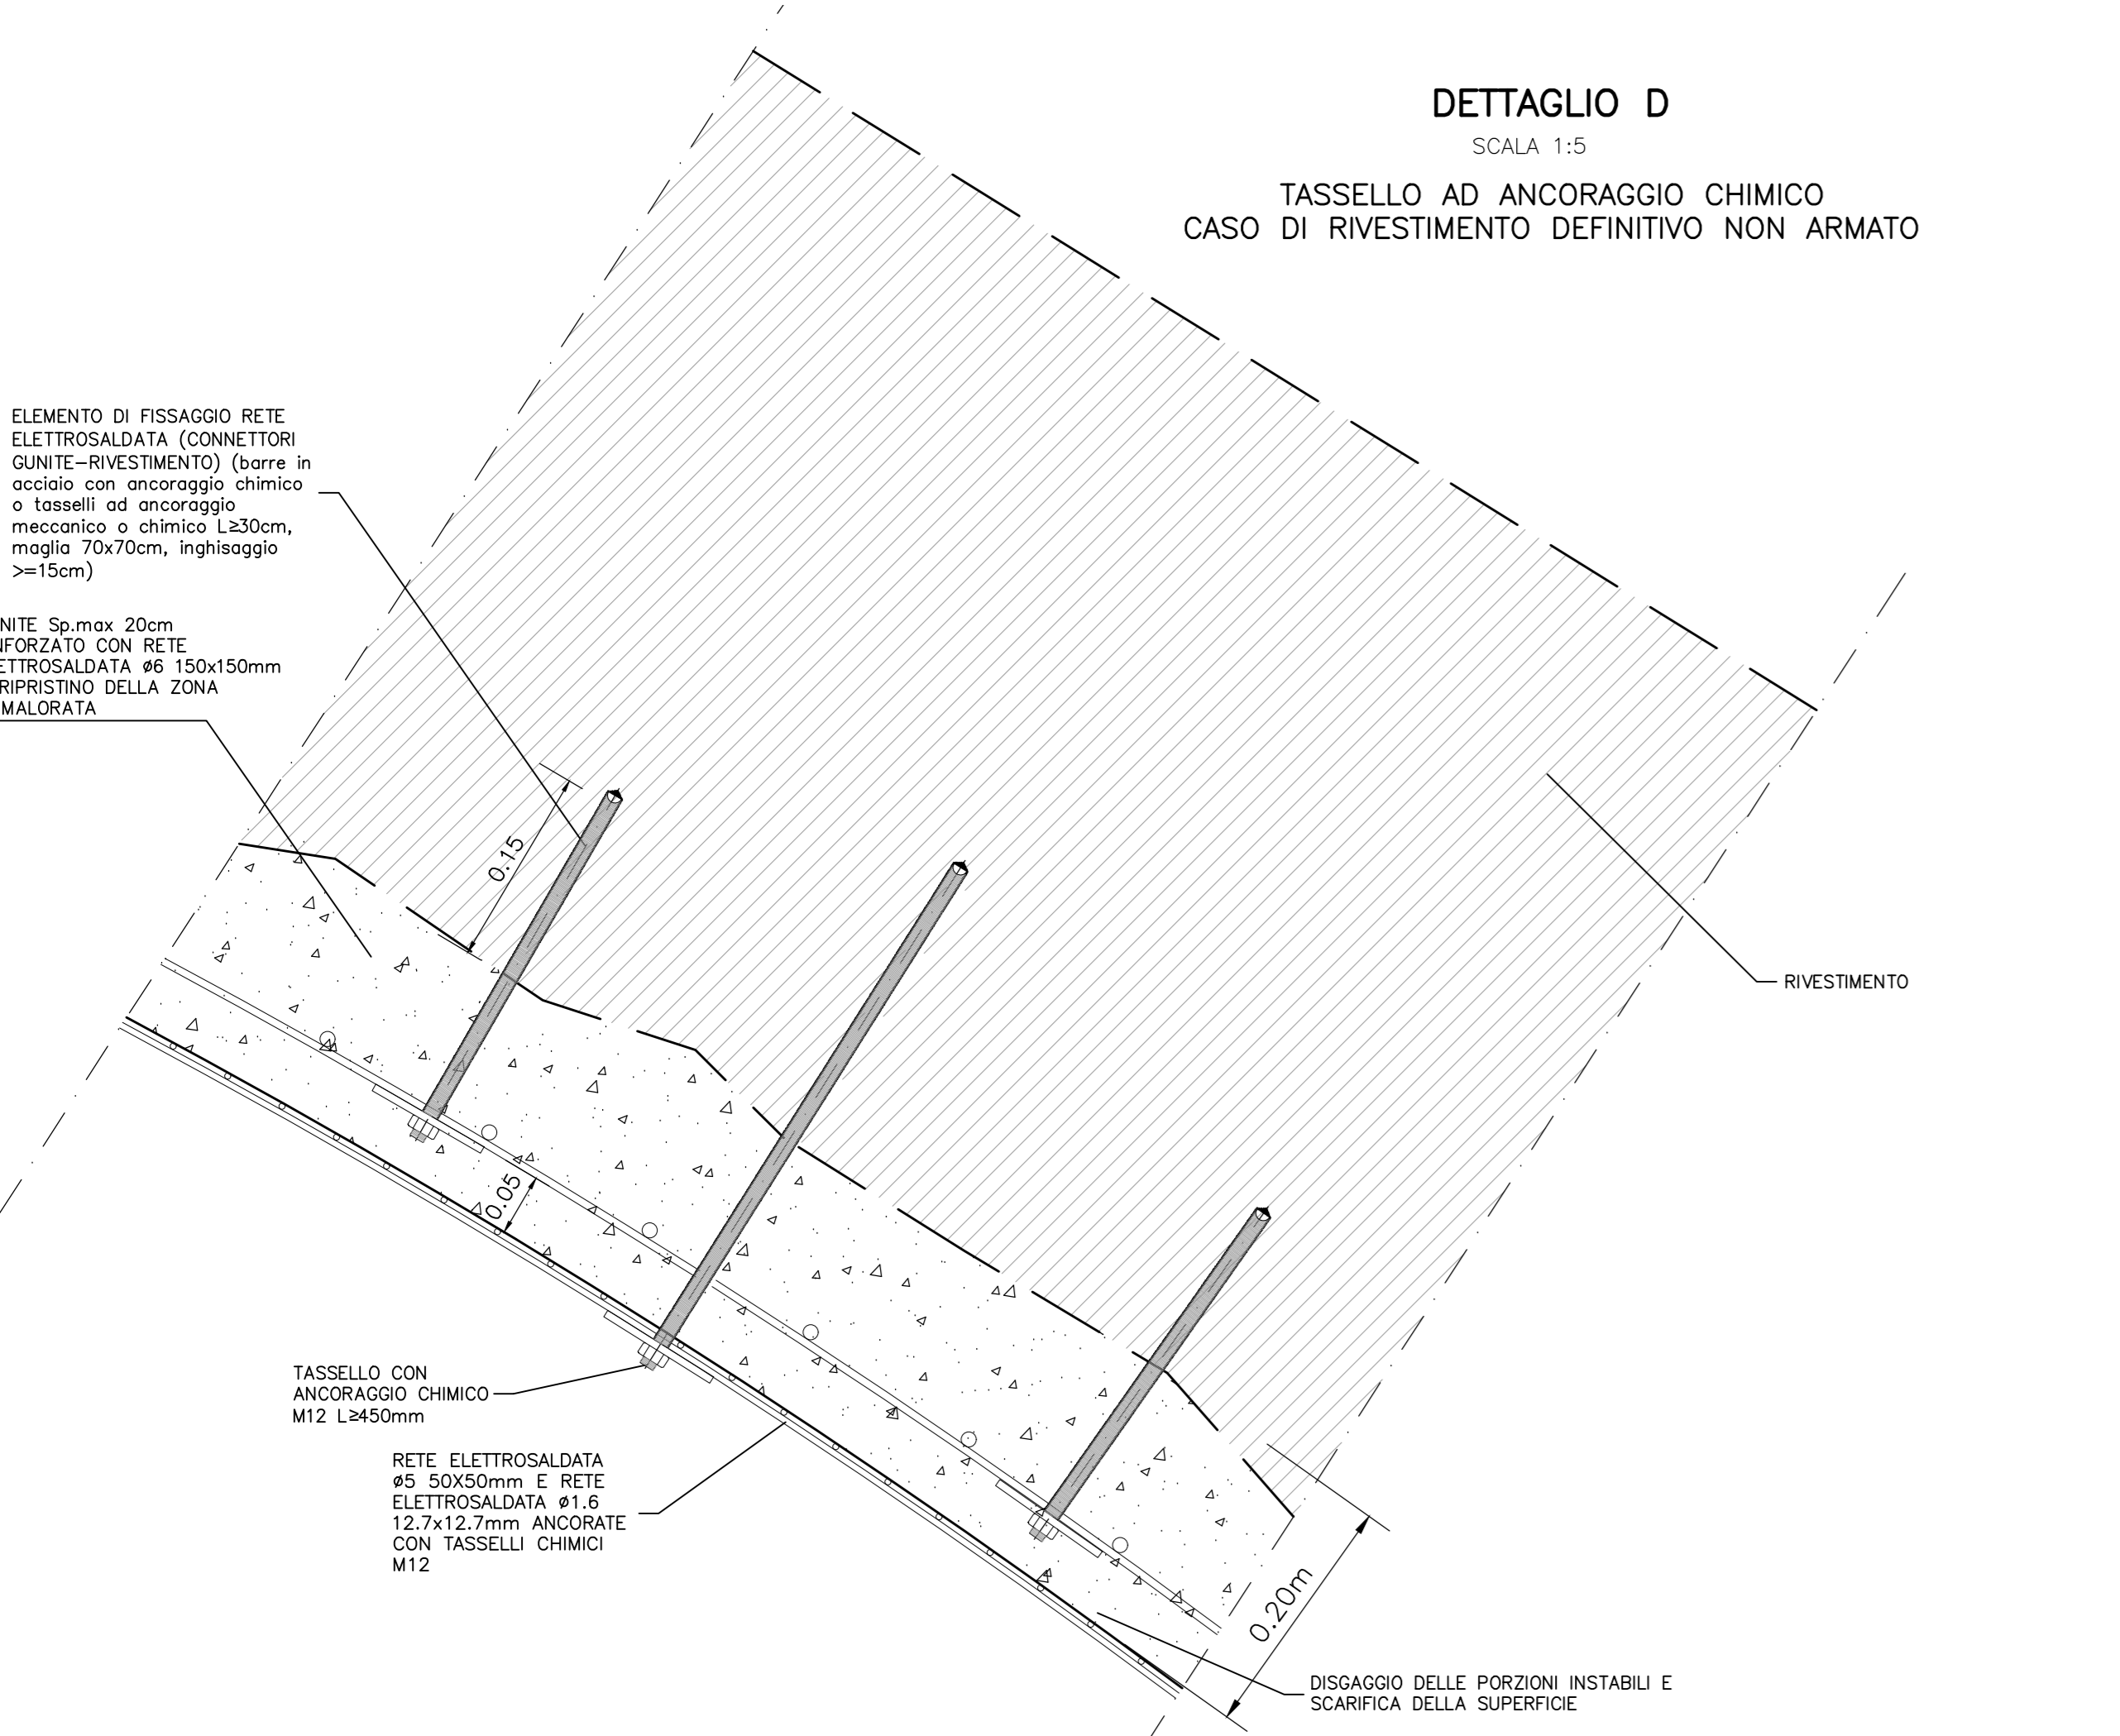 DETTAGLIO D
SCALA 1:5
TASSELLO AD ANCORAGGIO CHIMICO
CASO DI RIVESTIMENTO DEFINITIVO NON ARMATO
ELEMENTO DI FISSAGGIO RETE
ELETTROSALDATA (CONNETTORI
GUNITE-RIVESTIMENTO) (barre in
acciaio con ancoraggio chimico
o tasselli ad ancoraggio
meccanico o chimico L≥30cm,
maglia 70x70cm, inghisaggio
>=15cm)
NITE Sp.max 20cm
NFORZATO CON RETE
ETTROSALDATA ø6 150x150mm
RIPRISTINO DELLA ZONA
MALORATA
0.15
RIVESTIMENTO
0.05
TASSELLO CON
ANCORAGGIO CHIMICO
M12 L≥450mm
RETE ELETTROSALDATA
ø5 50X50mm E RETE
ELETTROSALDATA ø1.6
12.7x12.7mm ANCORATE
CON TASSELLI CHIMICI
M12
0.20m
DISGAGGIO DELLE PORZIONI INSTABILI E
SCARIFICA DELLA SUPERFICIE